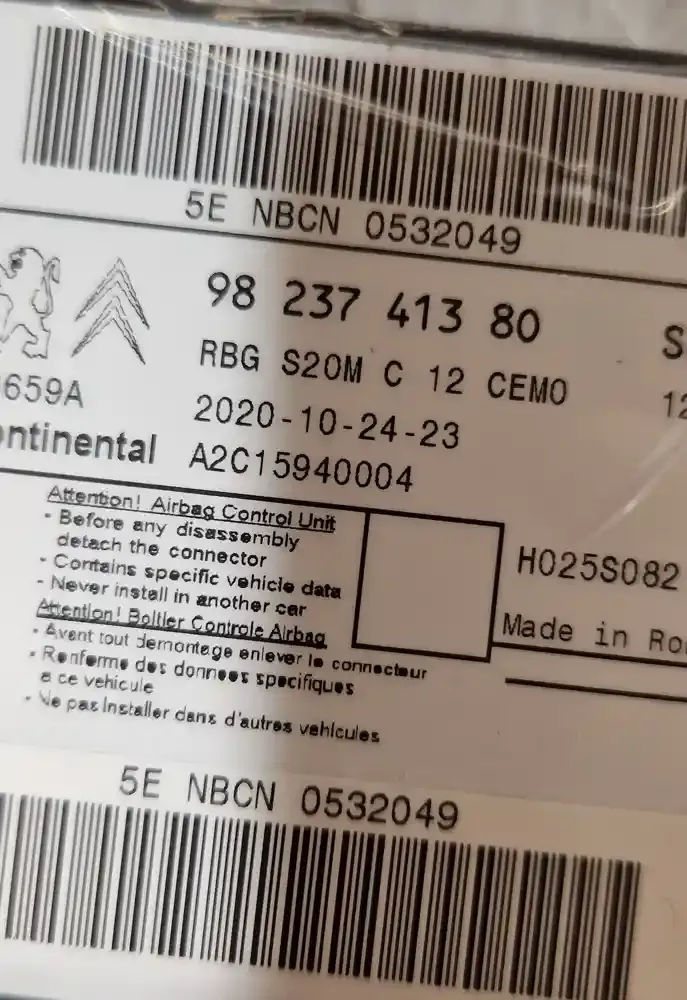 5E NBCN 0532049
98 237 413 80
S
RBG S20M C 12 CEMO
12
659A
2020-10-24-23
ontinental
A2C15940004
Attention! Airbag Control Unit
- Before any disassembly
detach the connector
- Contains specific vehicle data
- Never install in another car
Attention! Boitier Controle Airbag
- Avant tout demontage enlever le connecteur
- Renferme des donnees specifiques
a ce vehicule
- Ne pas installer dans d'autres vehicules
H025S082
Made in Ro
5E NBCN 0532049